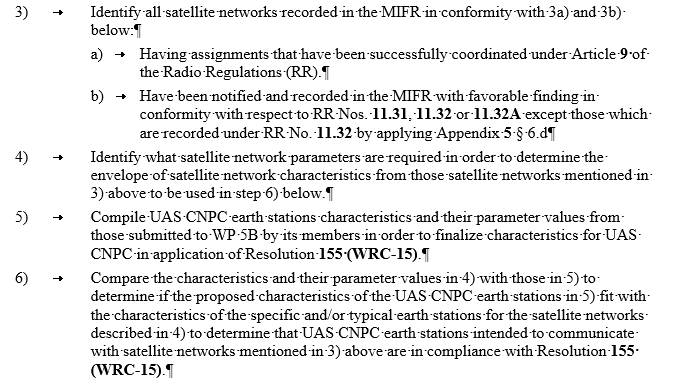 3) Identify all satellite networks recorded in the MIFR in conformity with 3a) and 3b)
below:¶
a) Having assignments that have been successfully coordinated under Article 9 of
the Radio Regulations (RR).¶
b) Have been notified and recorded in the MIFR with favorable finding in
conformity with respect to RR Nos. 11.31, 11.32 or 11.32A except those which
are recorded under RR No. 11.32 by applying Appendix 5 § 6.d¶
4) Identify what satellite network parameters are required in order to determine the
envelope of satellite network characteristics from those satellite networks mentioned in
3) above to be used in step 6) below.¶
5) Compile UAS CNPC earth stations characteristics and their parameter values from
those submitted to WP 5B by its members in order to finalize characteristics for UAS
CNPC in application of Resolution 155 (WRC-15).¶
6) Compare the characteristics and their parameter values in 4) with those in 5) to
determine if the proposed characteristics of the UAS CNPC earth stations in 5) fit with
the characteristics of the specific and/or typical earth stations for the satellite networks
described in 4) to determine that UAS CNPC earth stations intended to communicate
with satellite networks mentioned in 3) above are in compliance with Resolution 155
(WRC-15).¶